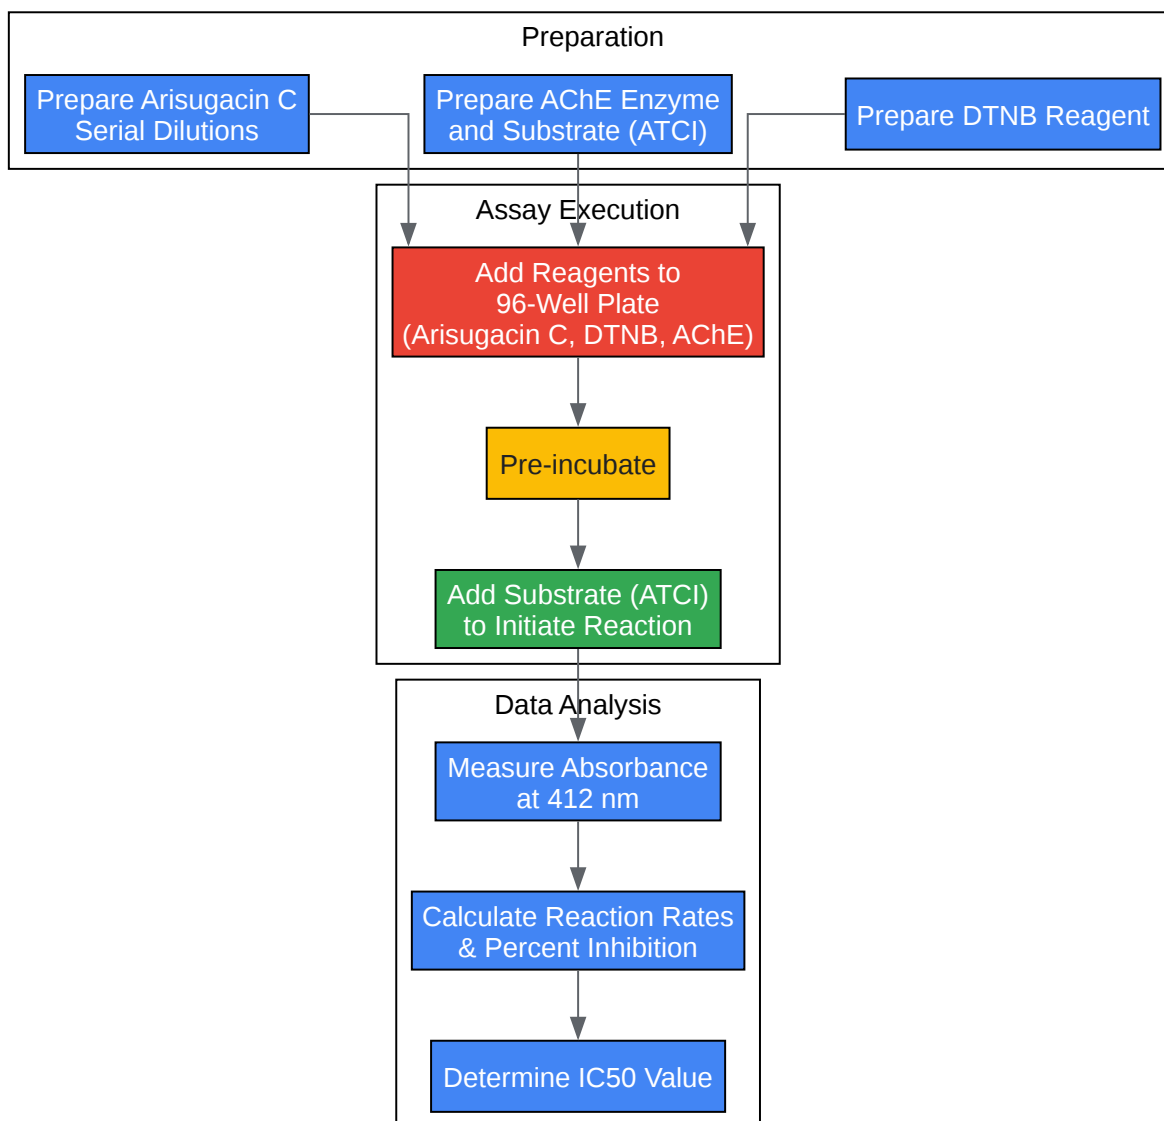 Preparation
Prepare Arisugacin C
Serial Dilutions
Prepare AChE Enzyme
and Substrate (ATCI)
Prepare DTNB Reagent
Assay Execution
Add Reagents to
96-Well Plate
(Arisugacin C, DTNB, AChE)
Pre-incubate
Add Substrate (ATCI)
to Initiate Reaction
Data Analysis
Measure Absorbance
at 412 nm
Calculate Reaction Rates
& Percent Inhibition
Determine IC50 Value